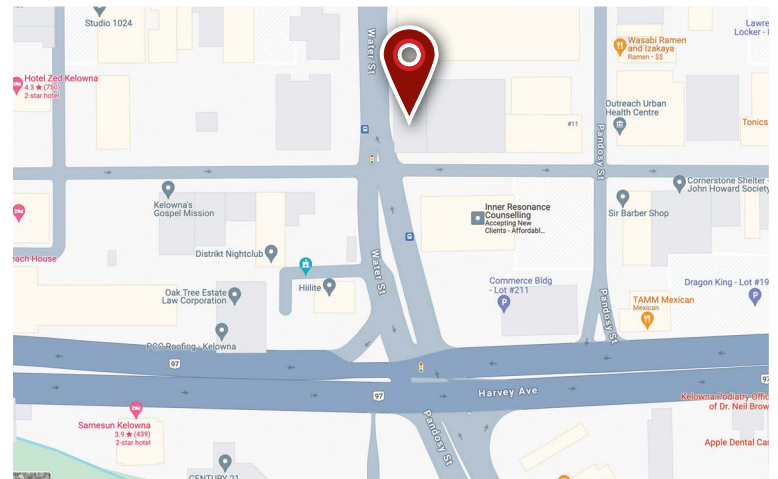 Studio 1024
Water St
Wasabi Ramen
and Izakaya
Ramen • $$
Lawre
Locker - I
Hotel Zed Kelowna
4.3 ★ (750)
2-star hotel
Outreach Urban
Health Centre
#11
Tonics
Pandosy St
Kelowna's
Gospel Mission
Inner Resonance
Counselling
Accepting New
Clients - Affordabl...
Cornerstone Shelter -
John Howard Society
Sir Barber Shop
Distrikt Nightclub
each House
Water St
Hiilite
Oak Tree Estate
Law Corporation
Commerce Bldg
- Lot #211
Dragon King - Lot #19
TAMM Mexican
Mexican
Pandosy St
PCG Roofing - Kelowna
97
97
Harvey Ave
97
Kelowna Podiatry Offic
of Dr. Neil Brow
Samesun Kelowna
3.9 ★ (439)
2-star hotel
Pandosy St
Apple Dental Car
CENTURY 21